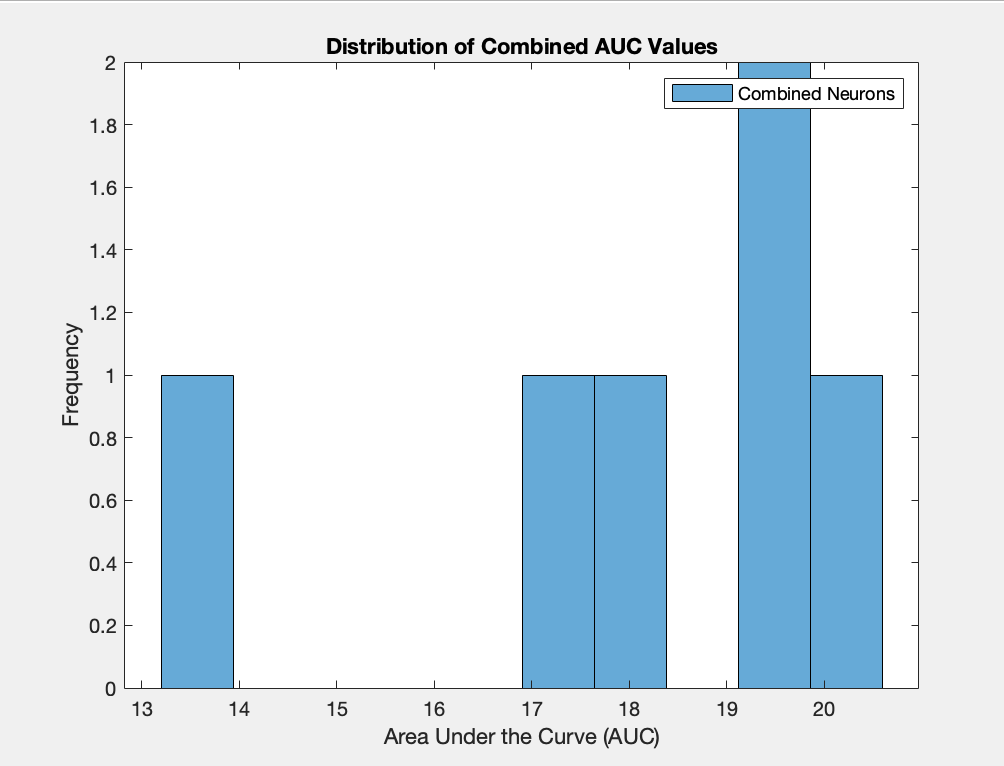 Distribution of Combined AUC Values
Combined Neurons
2
1.8
1.6
1.4
1.2
1
0.8
0.6
0.4
0.2
0
Frequency
13 14 15 16 17 18 19 20
Area Under the Curve (AUC)